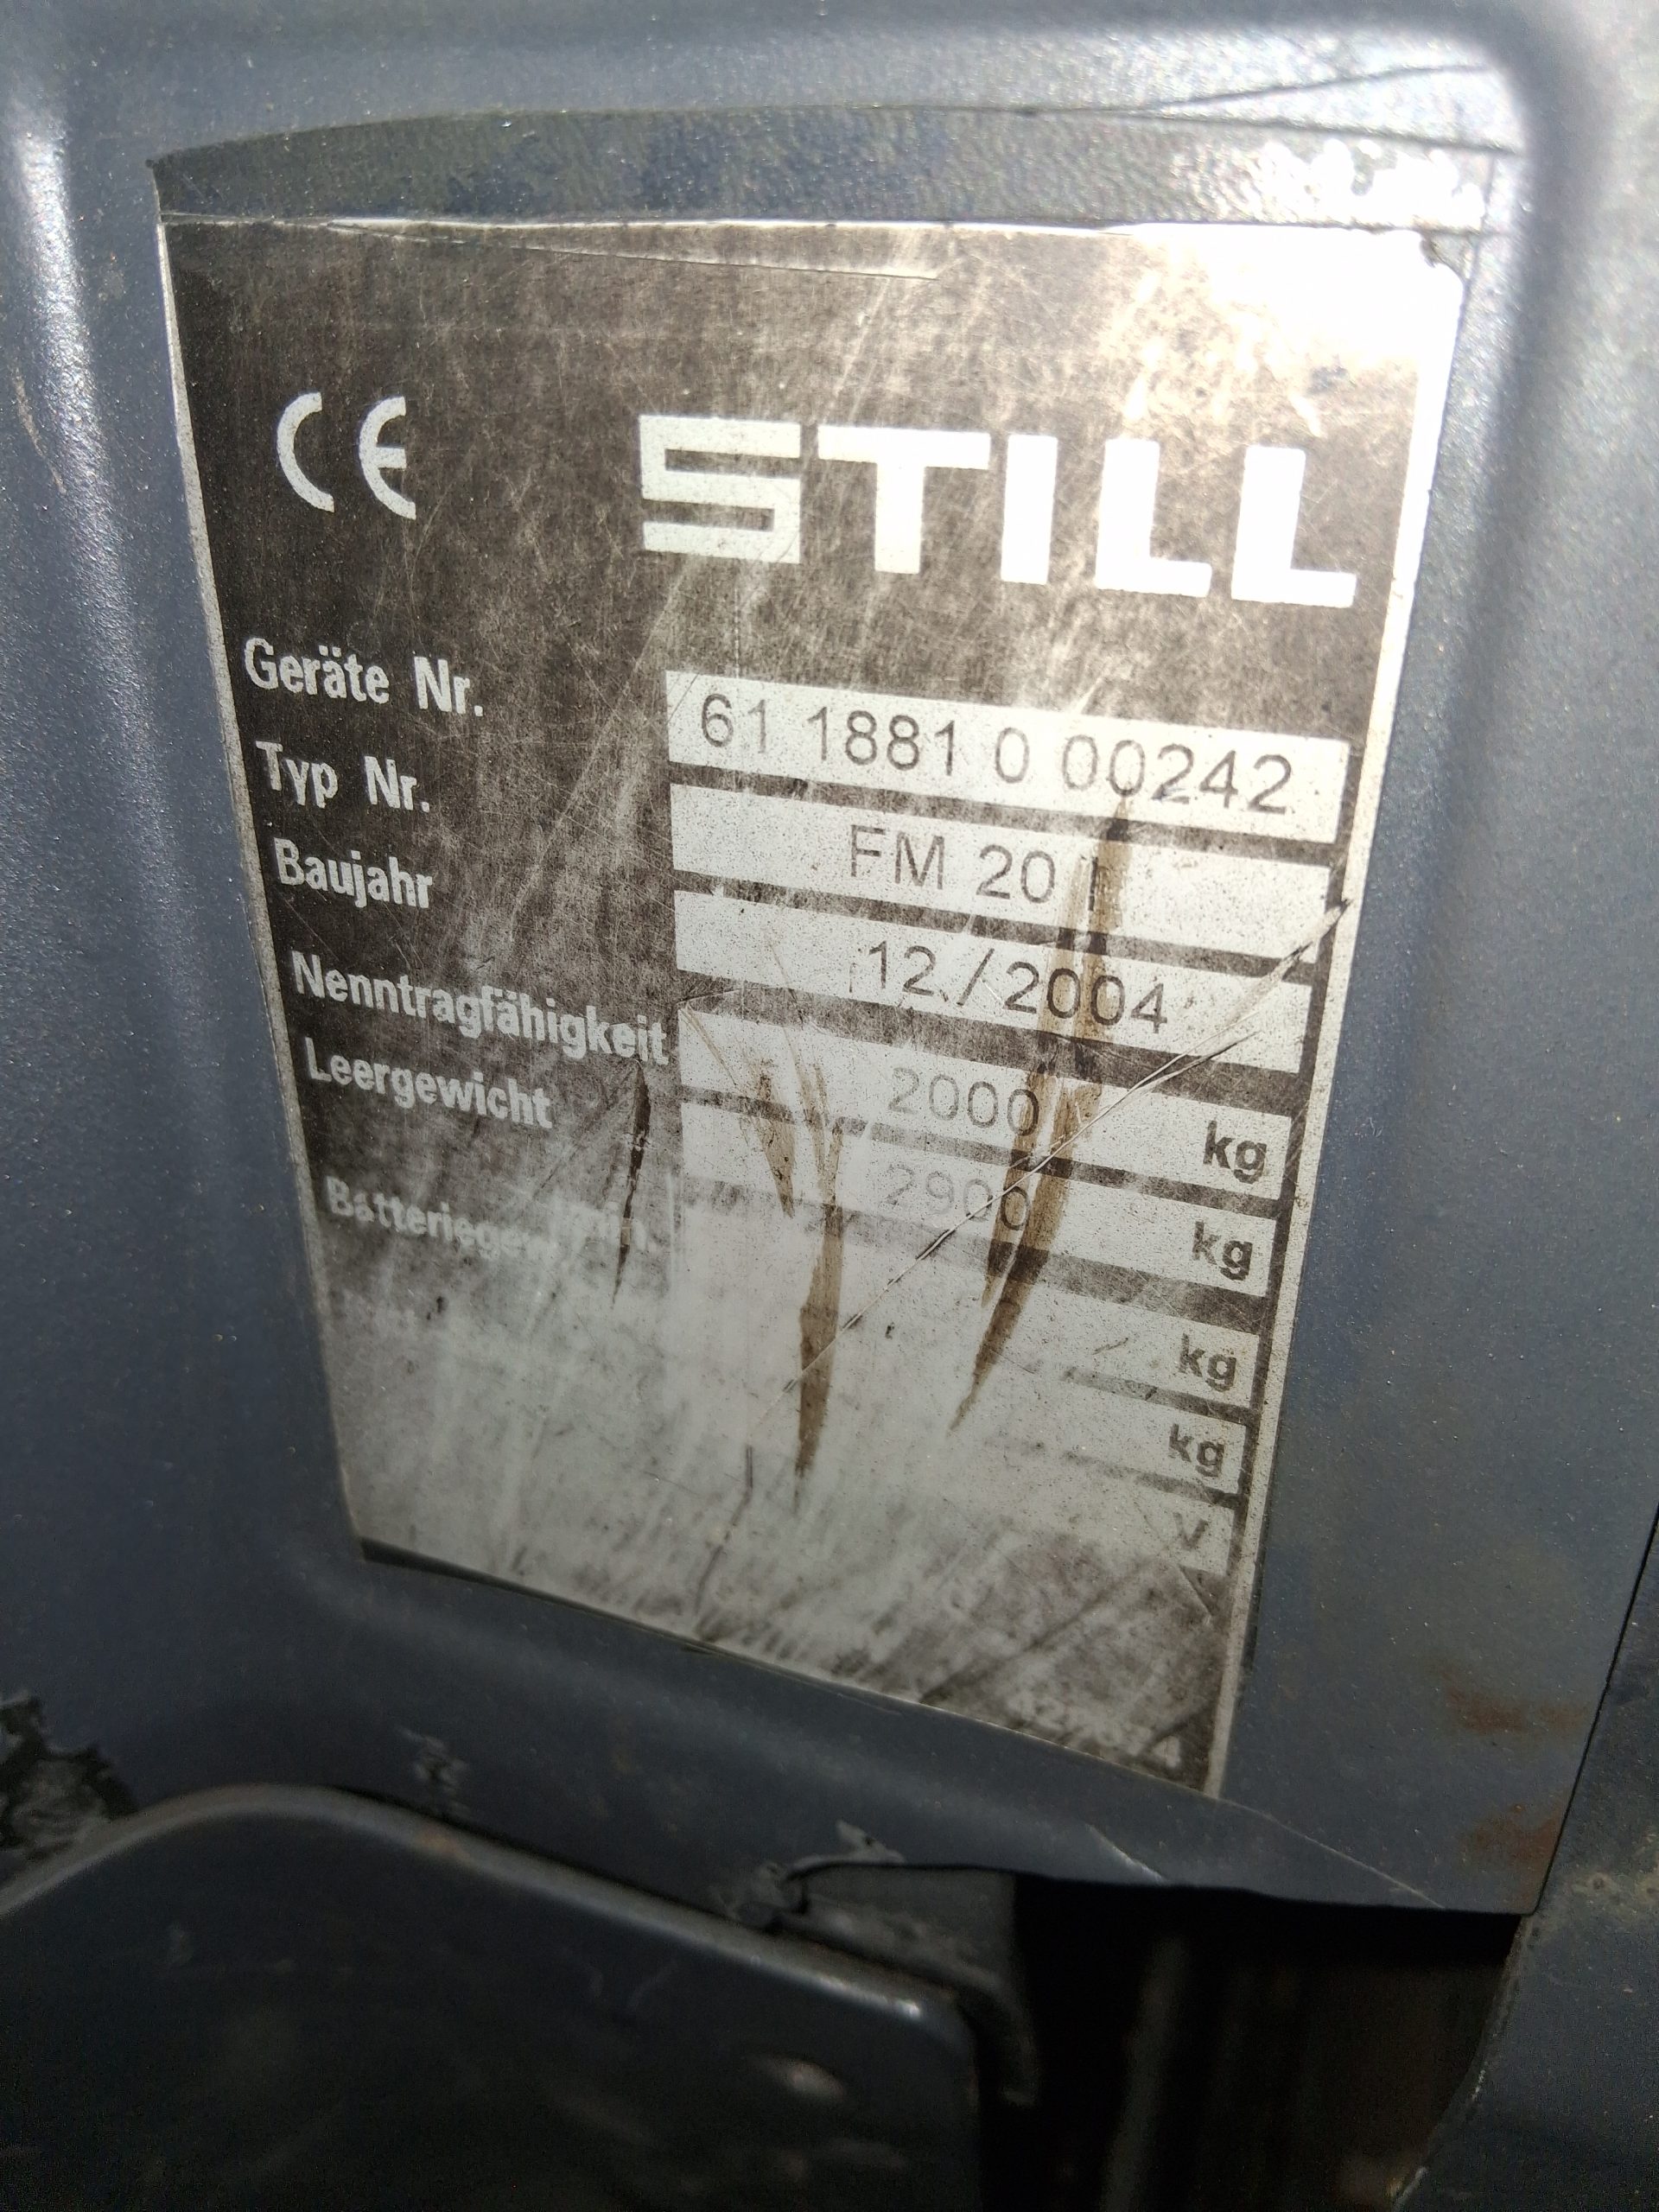 CE STILL
Geräte Nr. 61 1881 0 00242
Typ Nr. FM 20 I
Baujahr 12./2004
Nenntragfähigkeit 2000 kg
Leergewicht 2900 kg
min. kg
kg
V